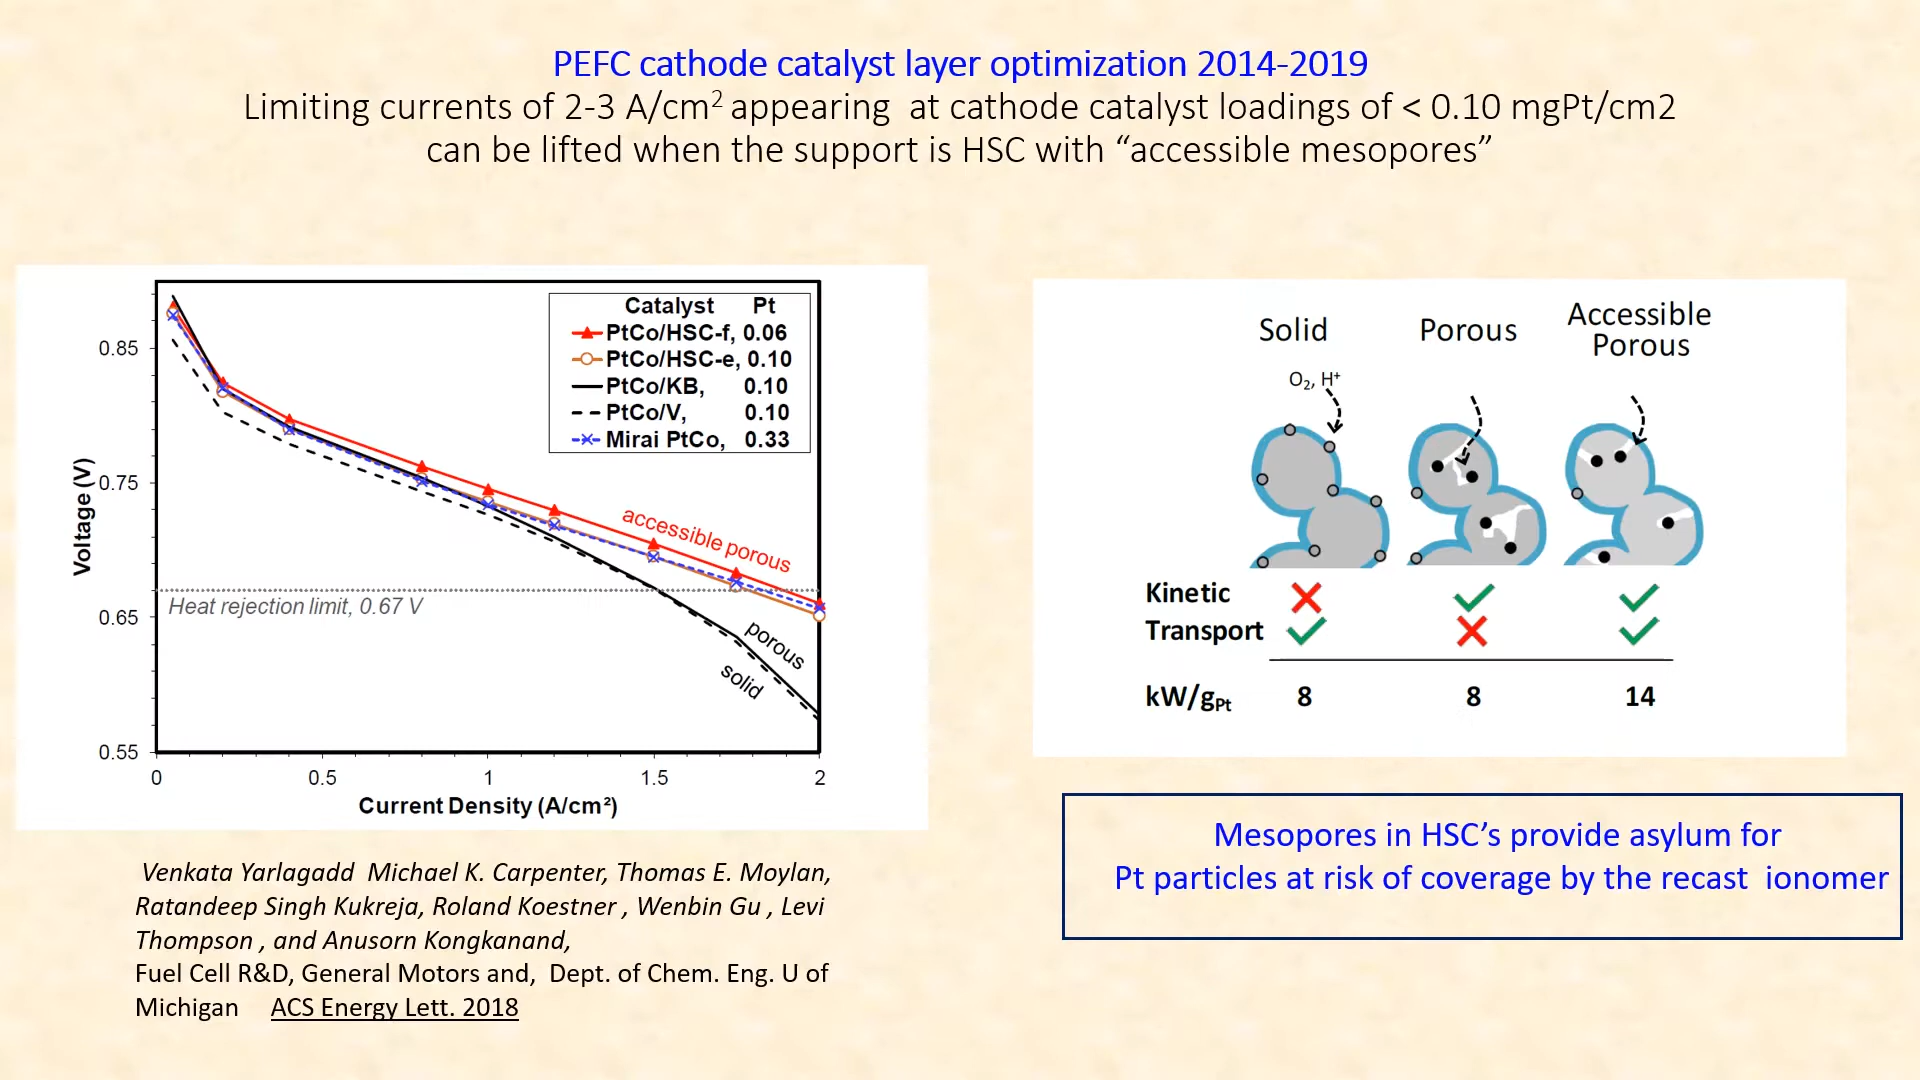 PEFC cathode catalyst layer optimization 2014-2019
Limiting currents of 2-3 A/cm² appearing at cathode catalyst loadings of < 0.10 mgPt/cm2
can be lifted when the support is HSC with “accessible mesopores”
Catalyst Pt
PtCo/HSC-f, 0.06
PtCo/HSC-e, 0.10
PtCo/KB, 0.10
PtCo/V, 0.10
Mirai PtCo, 0.33
0.85
0.75
0.65
0.55
Voltage (V)
accessible porous
Heat rejection limit, 0.67 V
porous
solid
0 0.5 1 1.5 2
Current Density (A/cm²)
Solid
Porous
Accessible
Porous
O₂, H⁺
Kinetic
Transport
kW/gPt 8 8 14
Mesopores in HSC’s provide asylum for
Pt particles at risk of coverage by the recast ionomer
Venkata Yarlagadd Michael K. Carpenter, Thomas E. Moylan,
Ratandeep Singh Kukreja, Roland Koestner , Wenbin Gu , Levi
Thompson , and Anusorn Kongkanand,
Fuel Cell R&D, General Motors and, Dept. of Chem. Eng. U of
Michigan ACS Energy Lett. 2018